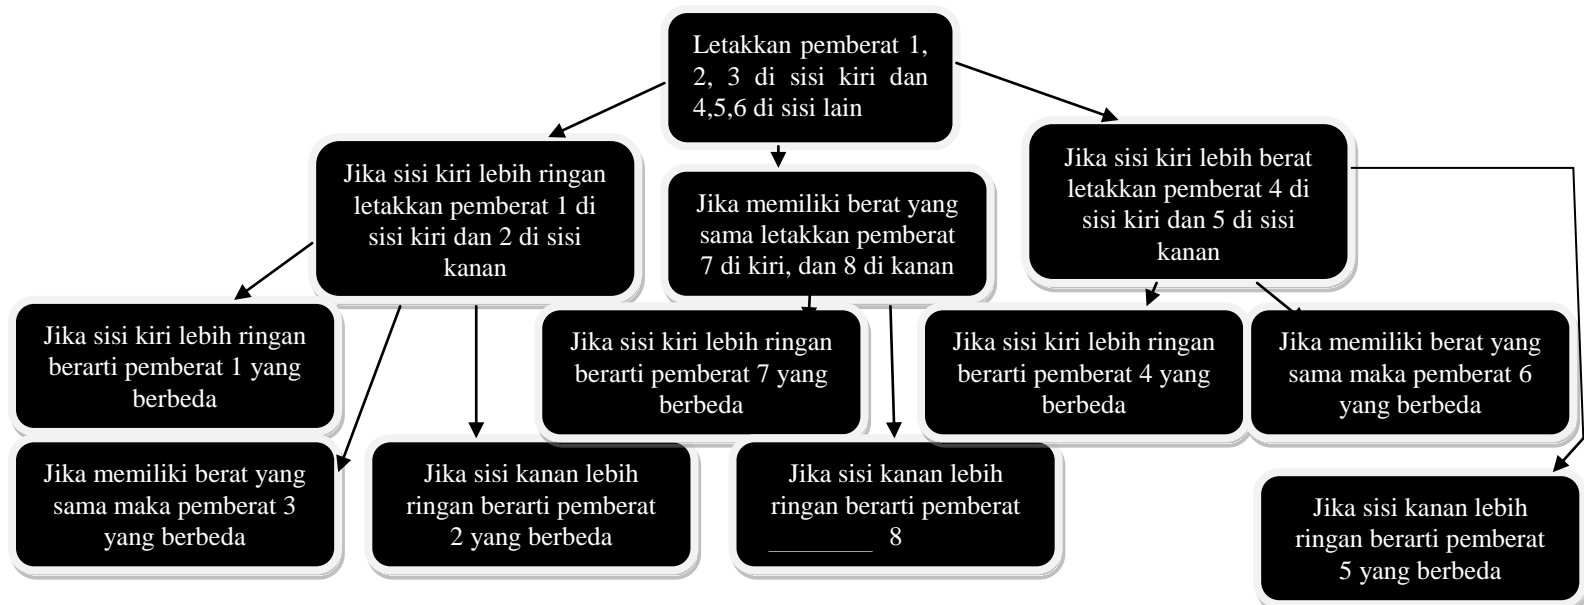 Letakkan pemberat 1,
2, 3 di sisi kiri dan
4,5,6 di sisi lain
Jika sisi kiri lebih ringan
letakkan pemberat 1 di
sisi kiri dan 2 di sisi
kanan
Jika memiliki berat yang
sama letakkan pemberat
7 di kiri, dan 8 di kanan
Jika sisi kiri lebih berat
letakkan pemberat 4 di
sisi kiri dan 5 di sisi
kanan
Jika sisi kiri lebih ringan
berarti pemberat 1 yang
berbeda
Jika sisi kiri lebih ringan
berarti pemberat 7 yang
berbeda
Jika sisi kiri lebih ringan
berarti pemberat 4 yang
berbeda
Jika memiliki berat yang
sama maka pemberat 6
yang berbeda
Jika memiliki berat yang
sama maka pemberat 3
yang berbeda
Jika sisi kanan lebih
ringan berarti pemberat
2 yang berbeda
Jika sisi kanan lebih
ringan berarti pemberat
8
Jika sisi kanan lebih
ringan berarti pemberat
5 yang berbeda